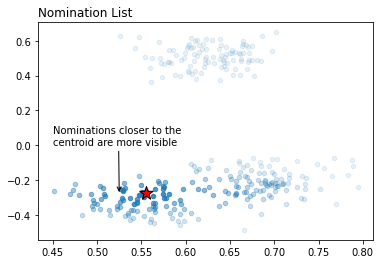 Nomination List
0.6
0.4
0.2
0.0
−0.2
−0.4
Nominations closer to the
centroid are more visible
0.45 0.50 0.55 0.60 0.65 0.70 0.75 0.80